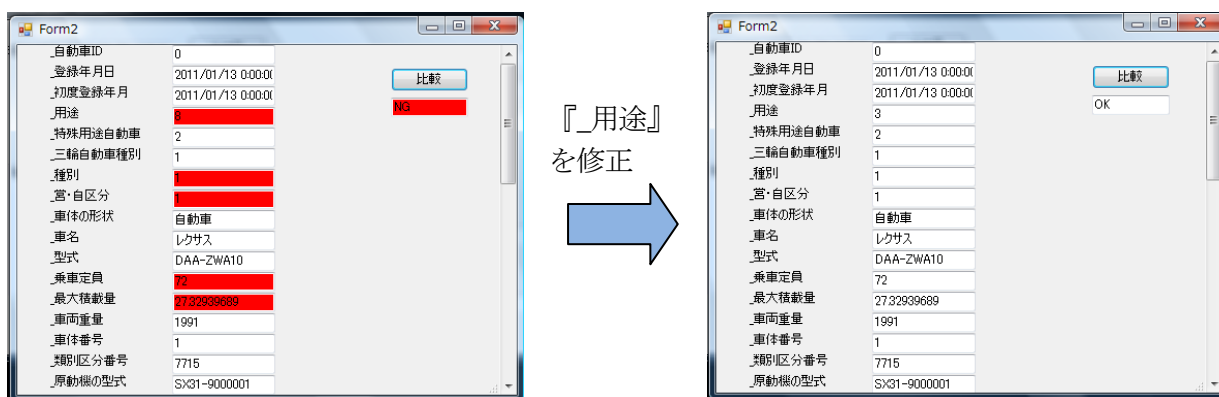 Form2
_自動車ID 0
_登録年月日 2011/01/13 0:00:0(
_初度登録年月 2011/01/13 0:00:0(
_用途
_特殊用途自動車 2
_三輪自動車種別 1
_種別 1
_営・自区分 1
_車体の形状 自動車
_車名 レクサス
_型式 DAA-ZWA10
_乗車定員 72
_最大積載量 27.32939689
_車両重量 1991
_車体番号 1
_類別区分番号 7715
_原動機の型式 SX31-9000001
比較
NG
『_用途』
を修正
Form2
_自動車ID 0
_登録年月日 2011/01/13 0:00:0(
_初度登録年月 2011/01/13 0:00:0(
_用途 3
_特殊用途自動車 2
_三輪自動車種別 1
_種別 1
_営・自区分 1
_車体の形状 自動車
_車名 レクサス
_型式 DAA-ZWA10
_乗車定員 72
_最大積載量 27.32939689
_車両重量 1991
_車体番号 1
_類別区分番号 7715
_原動機の型式 SX31-9000001
比較
OK